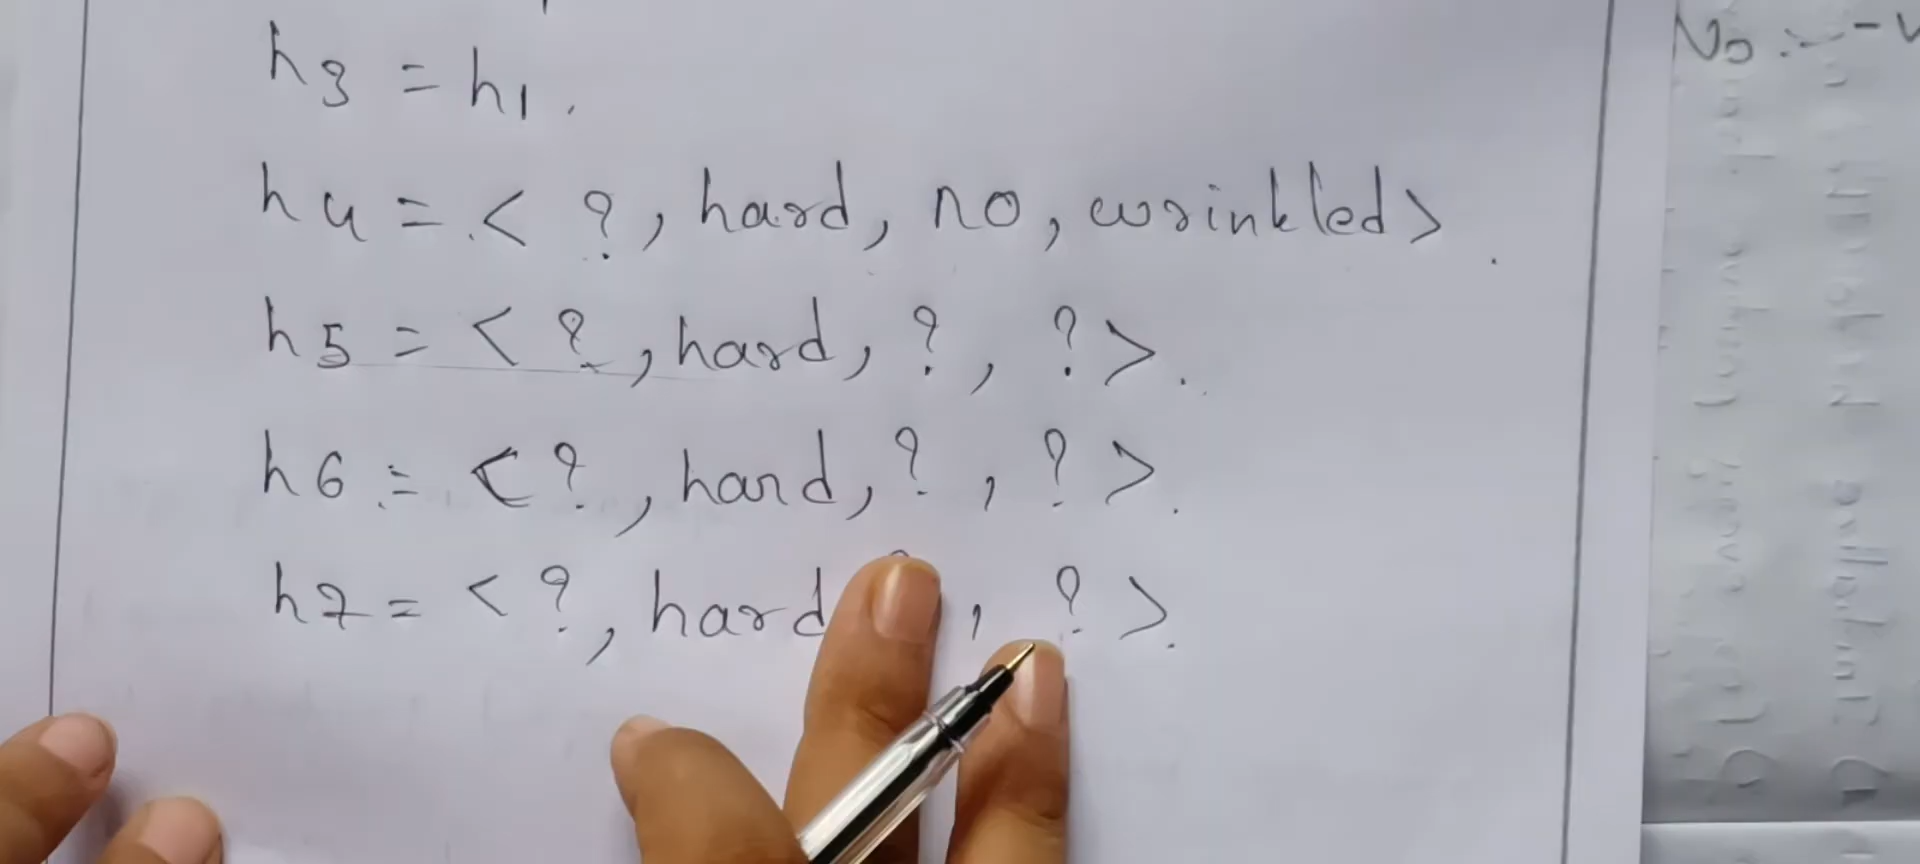 h3 = h1.
h4 = < ?, hard, no, wrinkled>.
h5 = < ?, hard, ?, ?>.
h6 = < ?, hard, ?, ?>.
h7 = < ?, hard , ?>.
No :-